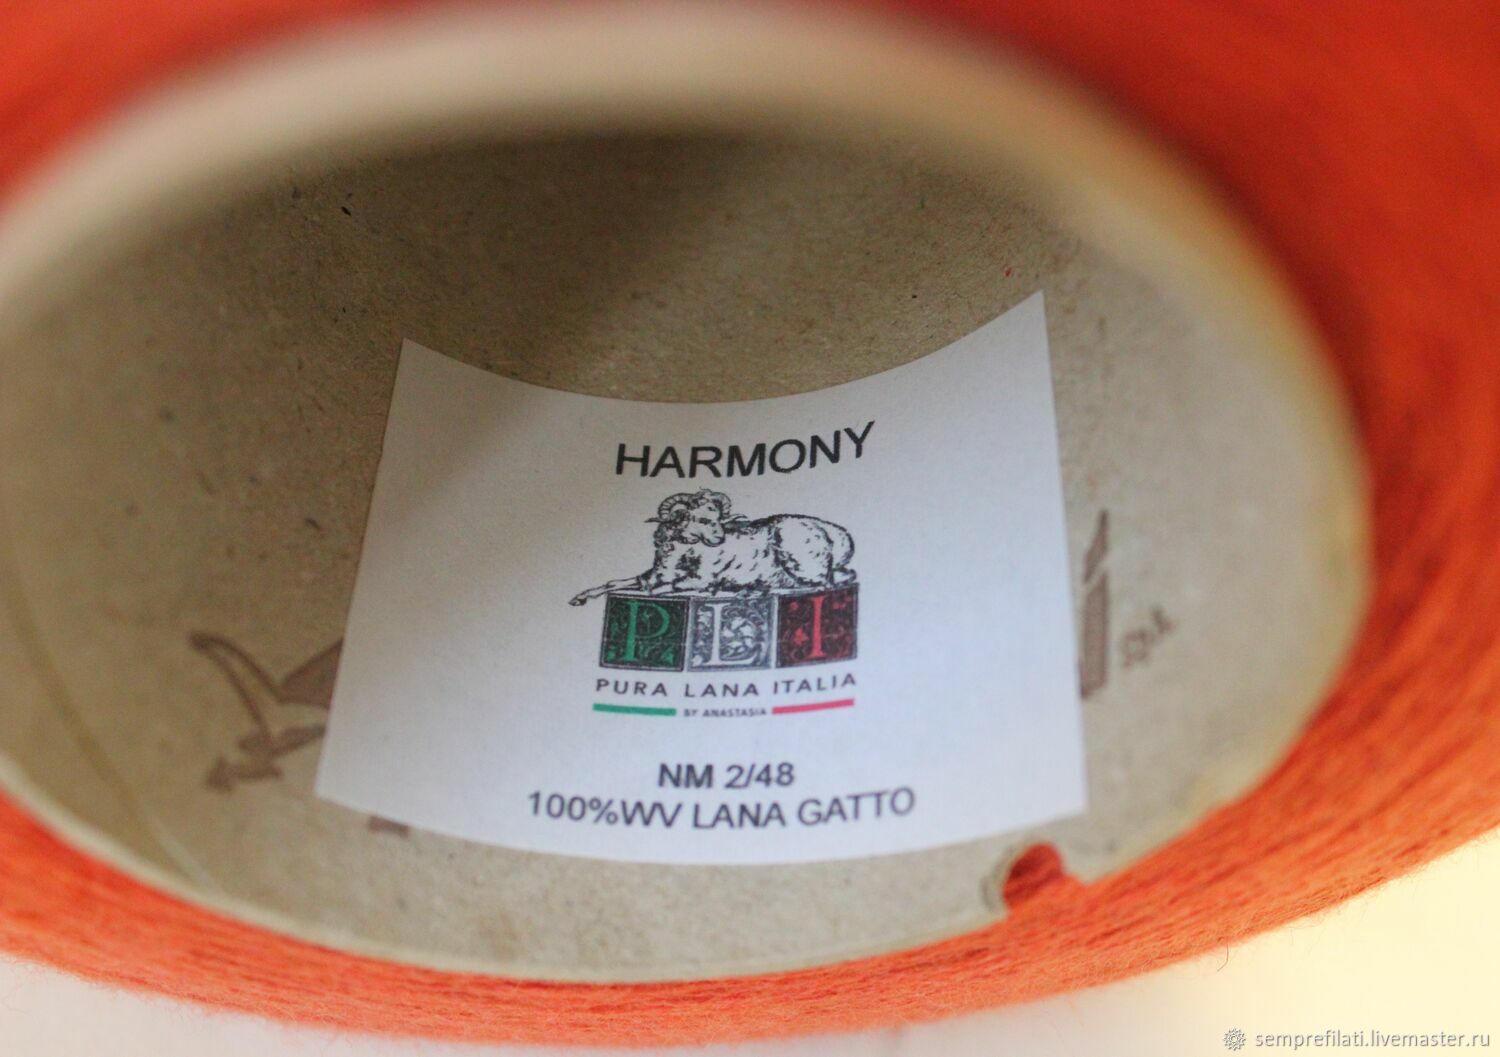 HARMONY
PLI
PURA LANA ITALIA
BY ANASTASIA
NM 2/48
100%WV LANA GATTO
semprefilati.livemaster.ru